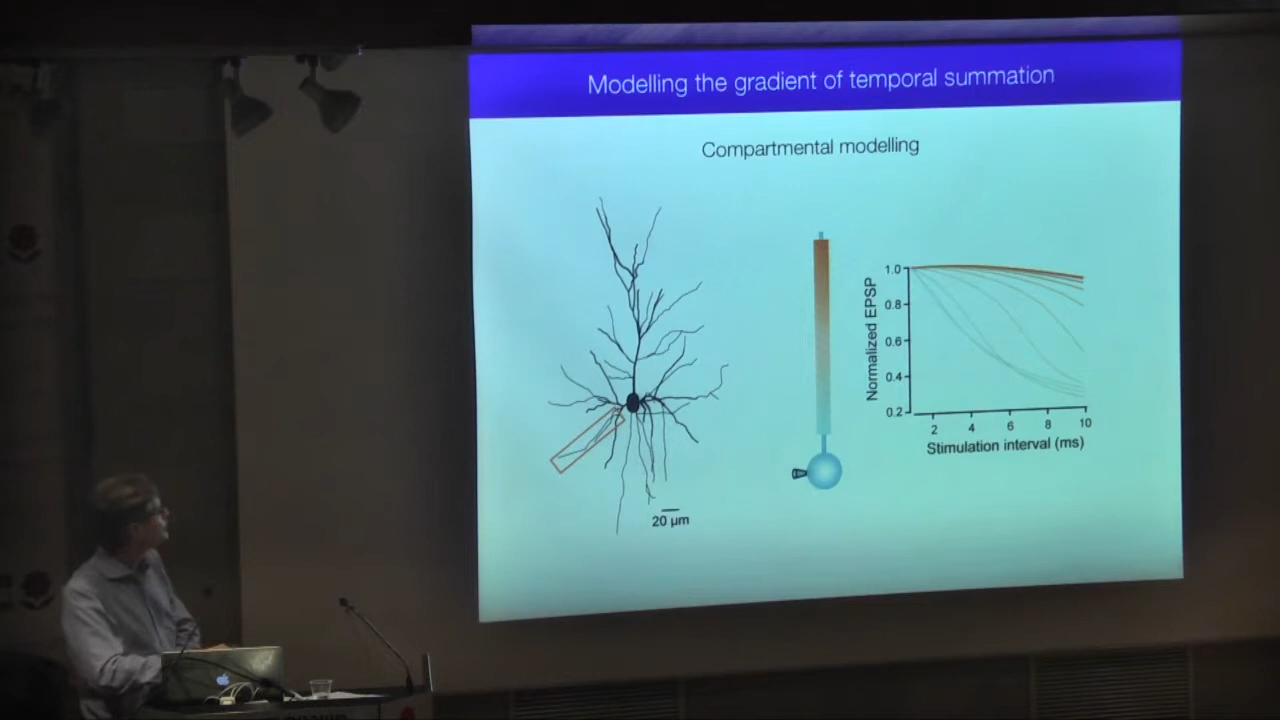 Modelling the gradient of temporal summation
Compartmental modelling
20 µm
Normalized EPSP
1.0
0.8
0.6
0.4
0.2
2 4 6 8 10
Stimulation interval (ms)